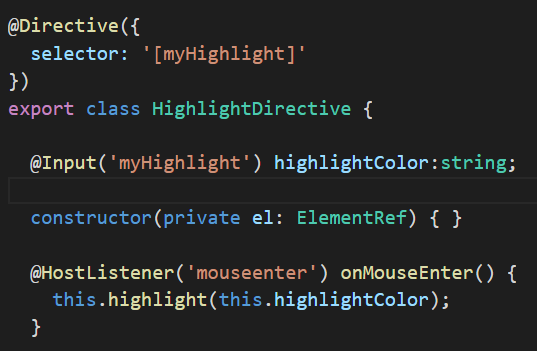 @Directive({
  selector: '[myHighlight]'
})
export class HighlightDirective {
  @Input('myHighlight') highlightColor:string;
  constructor(private el: ElementRef) { }
  @HostListener('mouseenter') onMouseEnter() {
    this.highlight(this.highlightColor);
  }